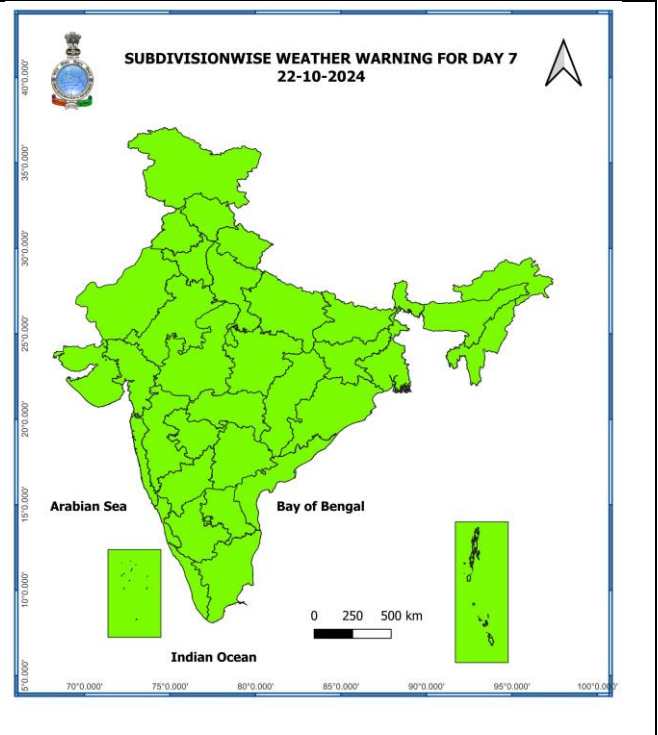 SUBDIVISIONWISE WEATHER WARNING FOR DAY 7
22-10-2024
40°0.000'
35°0.000'
30°0.000'
25°0.000'
20°0.000'
15°0.000'
10°0.000'
5°0.000'
Arabian Sea
Bay of Bengal
0 250 500 km
Indian Ocean
70°0.000' 75°0.000' 80°0.000' 85°0.000' 90°0.000' 95°0.000' 100°0.000'